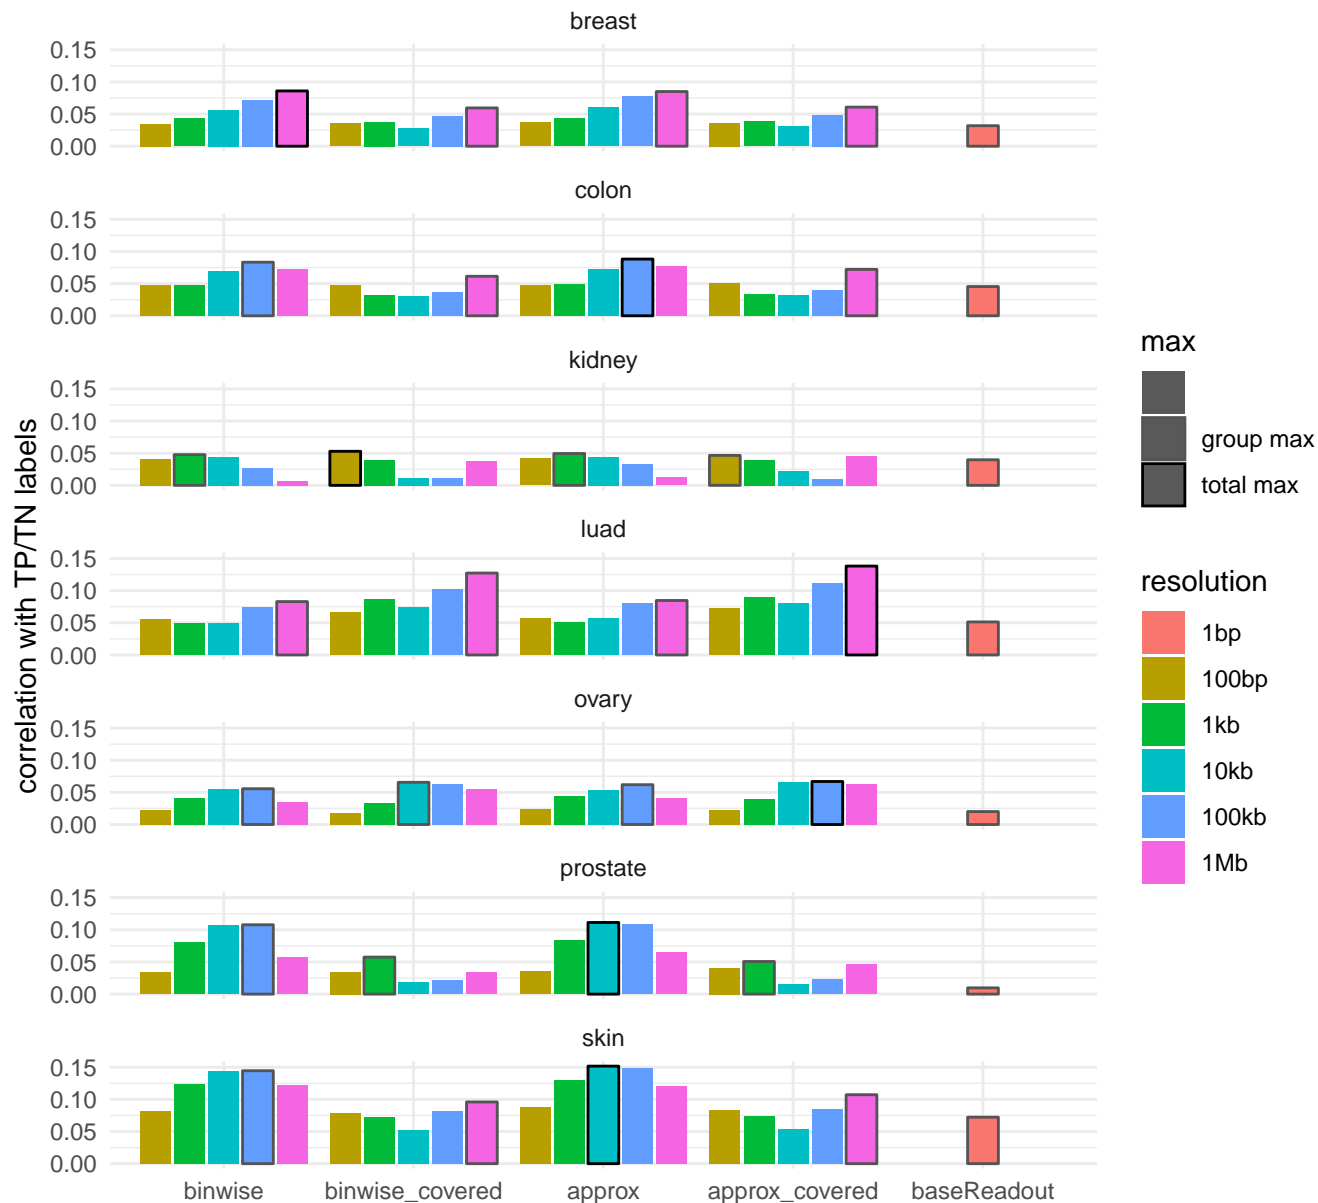 breast
0.15
0.10
0.05
0.00
colon
0.15
0.10
0.05
0.00
kidney
0.15
0.10
0.05
0.00
luad
0.15
0.10
0.05
0.00
ovary
0.15
0.10
0.05
0.00
prostate
0.15
0.10
0.05
0.00
skin
0.15
0.10
0.05
0.00
binwise binwise_covered approx approx_covered baseReadout
correlation with TP/TN labels
max
group max
total max
resolution
1bp
100bp
1kb
10kb
100kb
1Mb